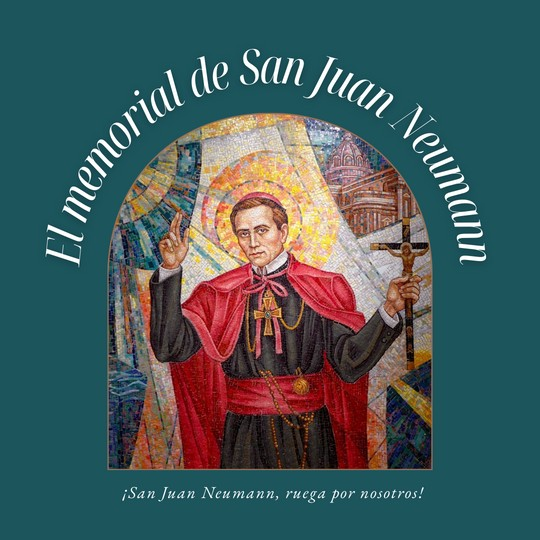 El memorial de San Juan Neumann
¡San Juan Neumann, ruega por nosotros!